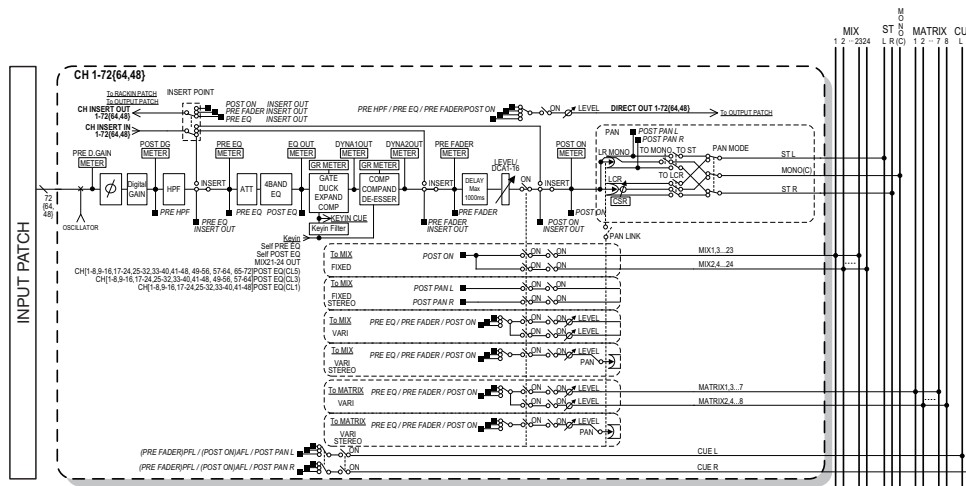 MONO
MIX ST (C) MATRIX CU
1 2 ··· 2324 L R (C) 1 2 ··· 7 8 L
INPUT PATCH
CH 1-72{64,48}
To RACKIN PATCH
To OUTPUT PATCH
CH INSERT OUT
1-72{64,48}
CH INSERT IN
1-72{64,48}
INSERT POINT
POST ON INSERT OUT
PRE FADER INSERT OUT
PRE EQ INSERT OUT
PRE HPF / PRE EQ / PRE FADER/POST ON
ON
LEVEL
DIRECT OUT 1-72{64,48}
To OUTPUT PATCH
PRE D.GAIN
METER
POST DG
METER
PRE EQ
METER
EQ OUT
METER
DYNA1OUT
METER
DYNA2OUT
METER
PRE FADER
METER
POST ON
METER
GR METER
GR METER
72
{64,
48}
OSCILLATOR
Ø
Digital
GAIN
HPF
INSERT
ATT
4BAND
EQ
GATE
DUCK
EXPAND
COMP
COMP
COMPAND
DE-ESSER
INSERT
DELAY
Max
1000ms
LEVEL/
DCA1-16
ON
INSERT
PRE HPF
PRE EQ
INSERT OUT
PRE EQ
POST EQ
KEYIN CUE
Keyin Filter
PRE FADER
INSERT OUT
PRE FADER
POST ON
INSERT OUT
POST ON
PAN
POST PAN L
POST PAN R
LR MONO
TO MONO, TO ST
TO LCR
LCR
CSR
PAN MODE
ST L
MONO(C)
ST R
PAN LINK
Keyin
Self PRE EQ
Self POST EQ
MIX21-24 OUT
CH[1-8,9-16,17-24,25-32,33-40,41-48, 49-56, 57-64, 65-72]POST EQ(CL5)
CH[1-8,9-16,17-24,25-32,33-40,41-48, 49-56, 57-64]POST EQ(CL3)
CH[1-8,9-16,17-24,25-32,33-40,41-48]POST EQ(CL1)
To MIX
FIXED
POST ON
ON
ON
MIX1,3...23
MIX2,4...24
To MIX
FIXED
STEREO
POST PAN L
POST PAN R
ON
ON
To MIX
VARI
PRE EQ / PRE FADER / POST ON
ON
ON
LEVEL
ON
ON
LEVEL
To MIX
VARI
STEREO
PRE EQ / PRE FADER / POST ON
ON
ON
LEVEL
PAN
To MATRIX
VARI
PRE EQ / PRE FADER / POST ON
ON
ON
LEVEL
ON
ON
LEVEL
MATRIX1,3...7
MATRIX2,4...8
To MATRIX
VARI
STEREO
PRE EQ / PRE FADER / POST ON
ON
ON
LEVEL
PAN
(PRE FADER)PFL / (POST ON)AFL / POST PAN L
ON
CUE L
(PRE FADER)PFL / (POST ON)AFL / POST PAN R
ON
CUE R